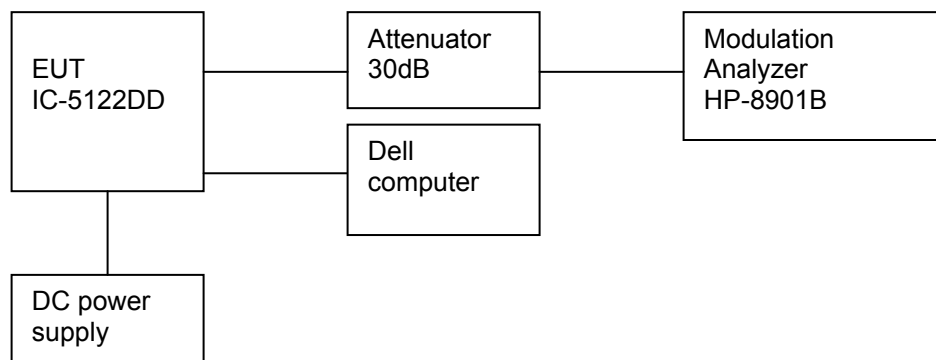 EUT
IC-5122DD
Attenuator
30dB
Modulation
Analyzer
HP-8901B
Dell
computer
DC power
supply